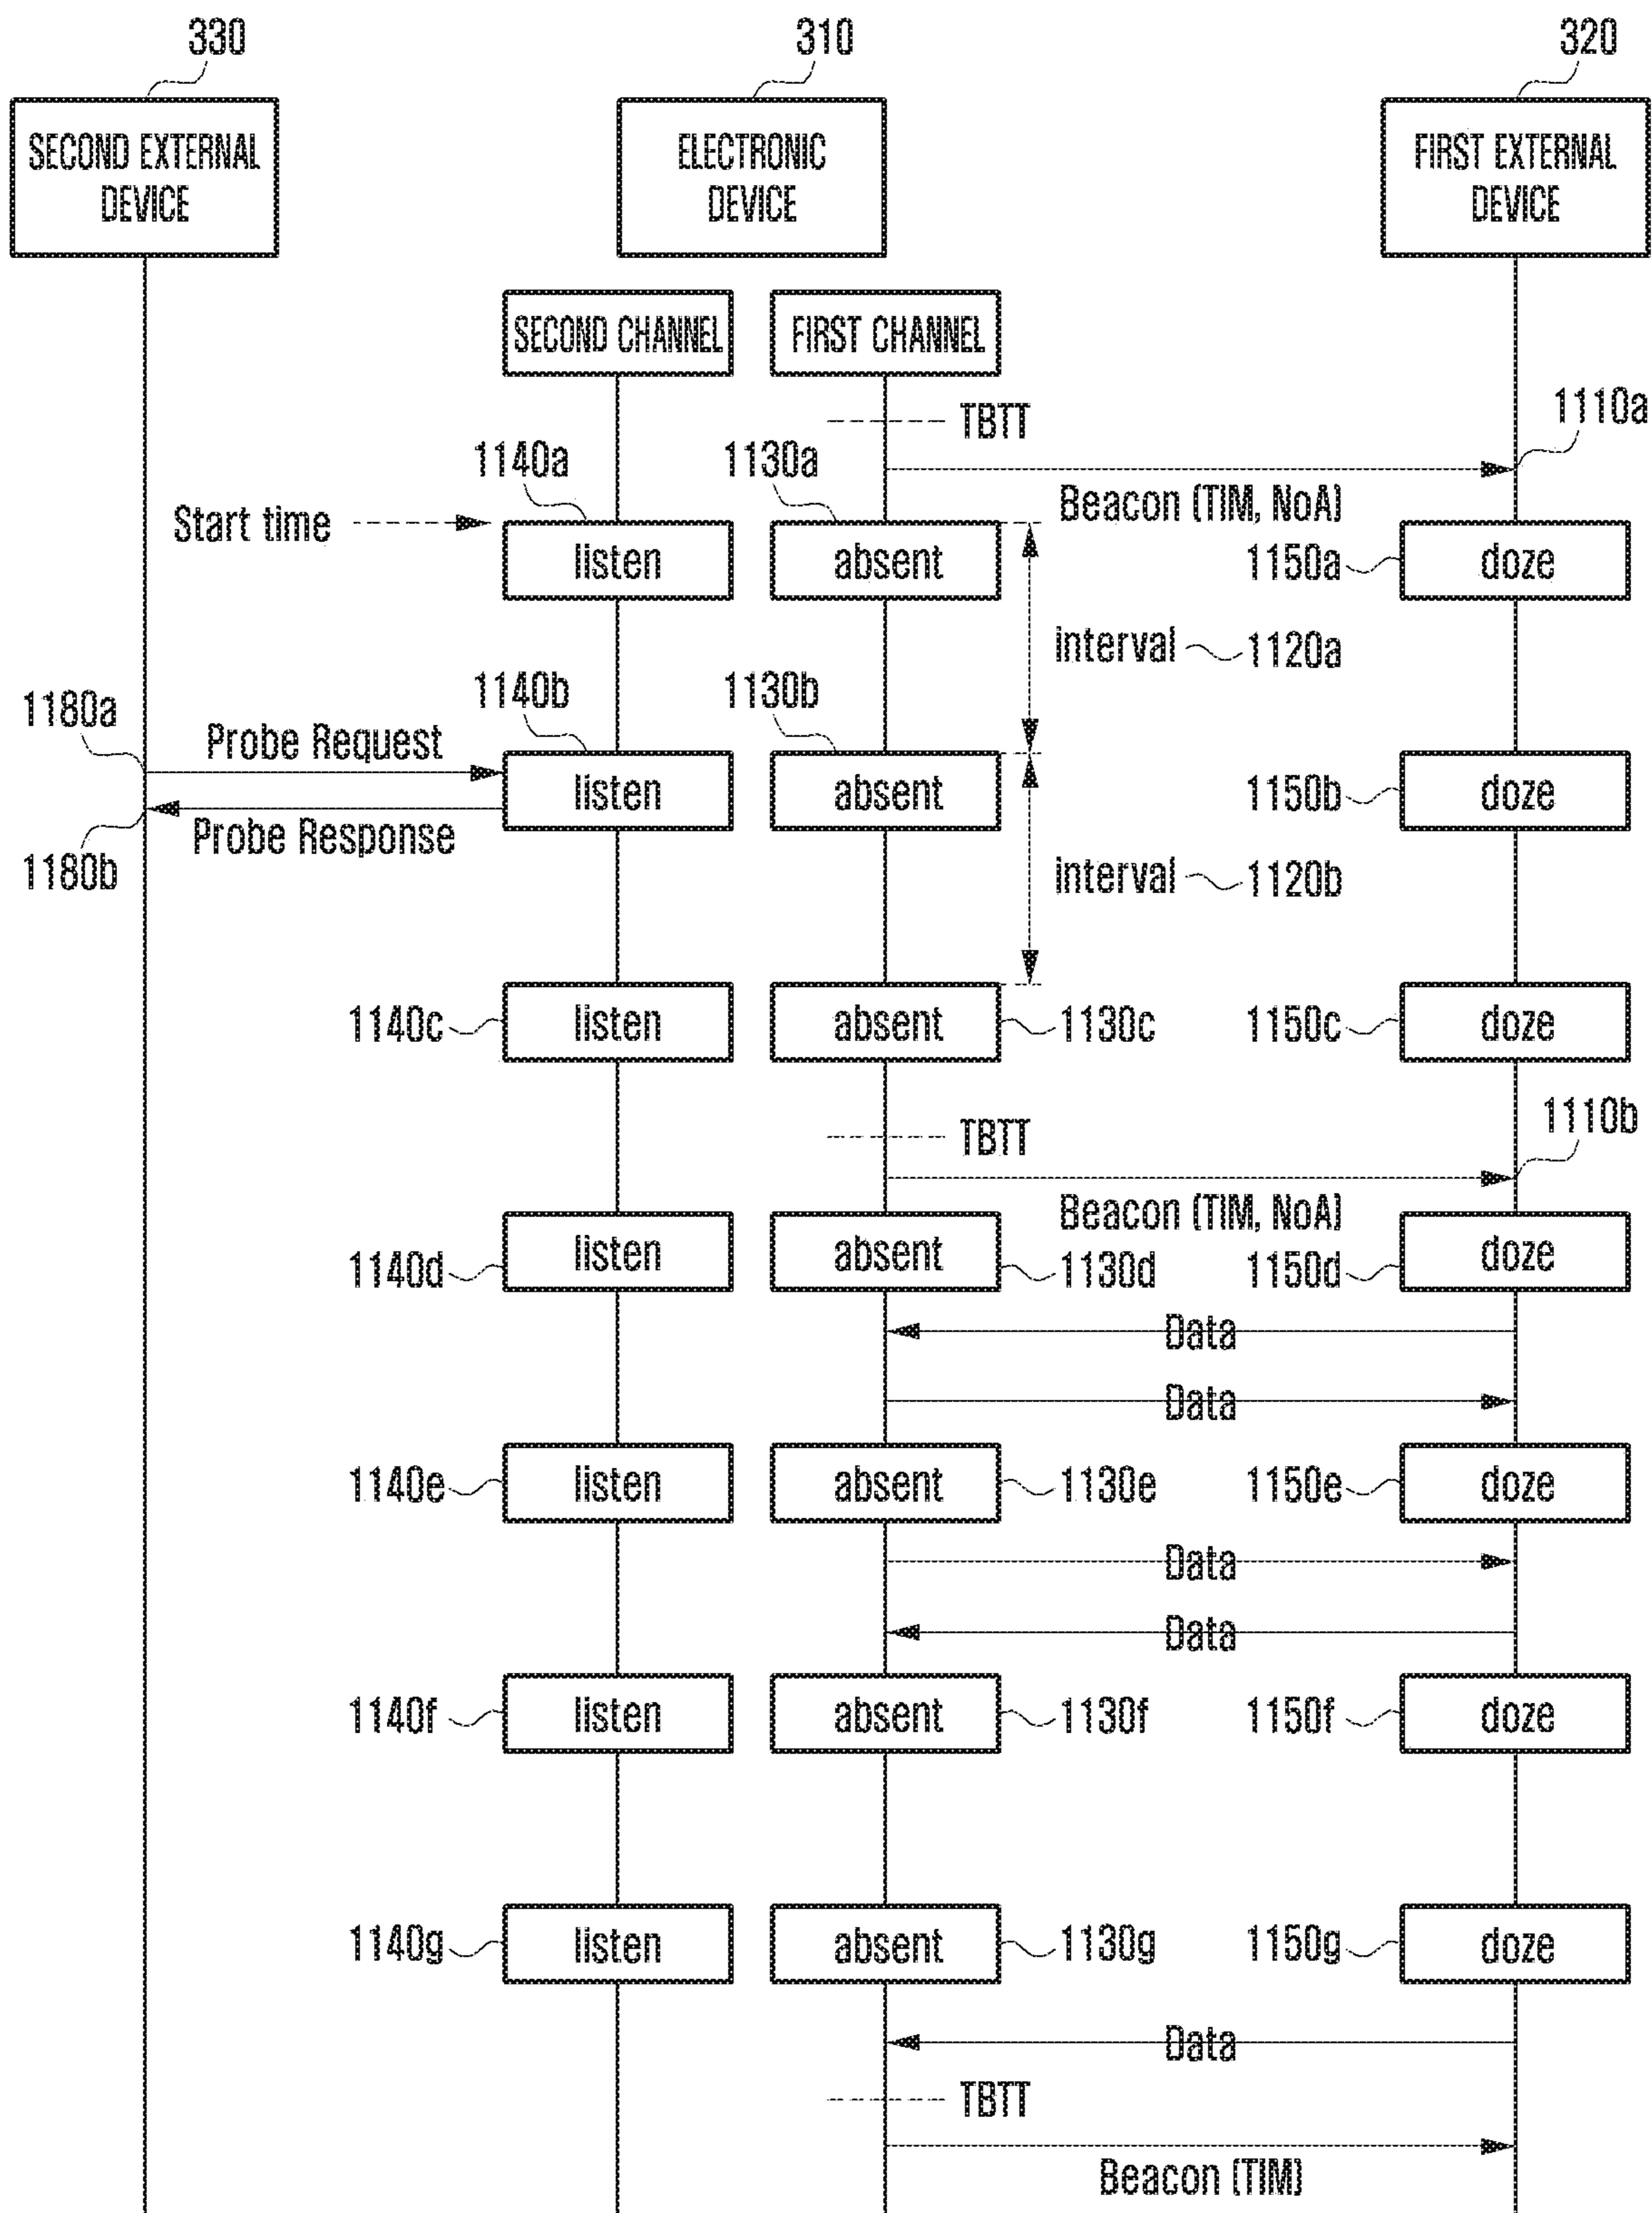 330
310
320
SECOND EXTERNAL
DEVICE
ELECTRONIC
DEVICE
FIRST EXTERNAL
DEVICE
SECOND CHANNEL
FIRST CHANNEL
TBTT
1110a
1140a
1130a
Beacon (TIM, NoA)
Start time
listen
absent
1150a
doze
interval
1120a
1140b
1130b
1180a
Probe Request
listen
absent
1150b
doze
Probe Response
1180b
interval
1120b
1140c
listen
absent
1130c
1150c
doze
TBTT
1110b
Beacon (TIM, NoA)
1140d
listen
absent
1130d
1150d
doze
Data
Data
1140e
listen
absent
1130e
1150e
doze
Data
Data
1140f
listen
absent
1130f
1150f
doze
1140g
listen
absent
1130g
1150g
doze
Data
TBTT
Beacon (TIM)